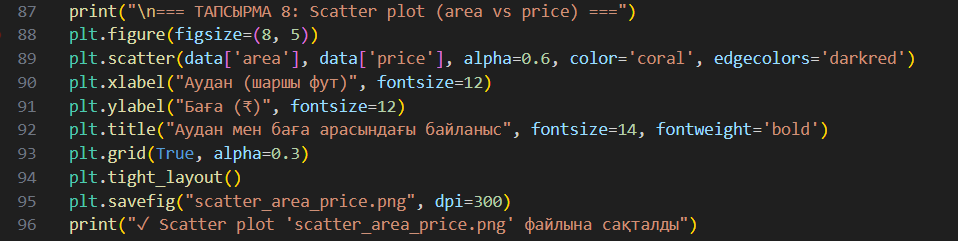 87 print("\n=== ТАПСЫРМА 8: Scatter plot (area vs price) ===")
88 plt.figure(figsize=(8, 5))
89 plt.scatter(data['area'], data['price'], alpha=0.6, color='coral', edgecolors='darkred')
90 plt.xlabel("Аудан (шаршы фут)", fontsize=12)
91 plt.ylabel("Баға (₹)", fontsize=12)
92 plt.title("Аудан мен баға арасындағы байланыс", fontsize=14, fontweight='bold')
93 plt.grid(True, alpha=0.3)
94 plt.tight_layout()
95 plt.savefig("scatter_area_price.png", dpi=300)
96 print("✓ Scatter plot 'scatter_area_price.png' файлына сақталды")